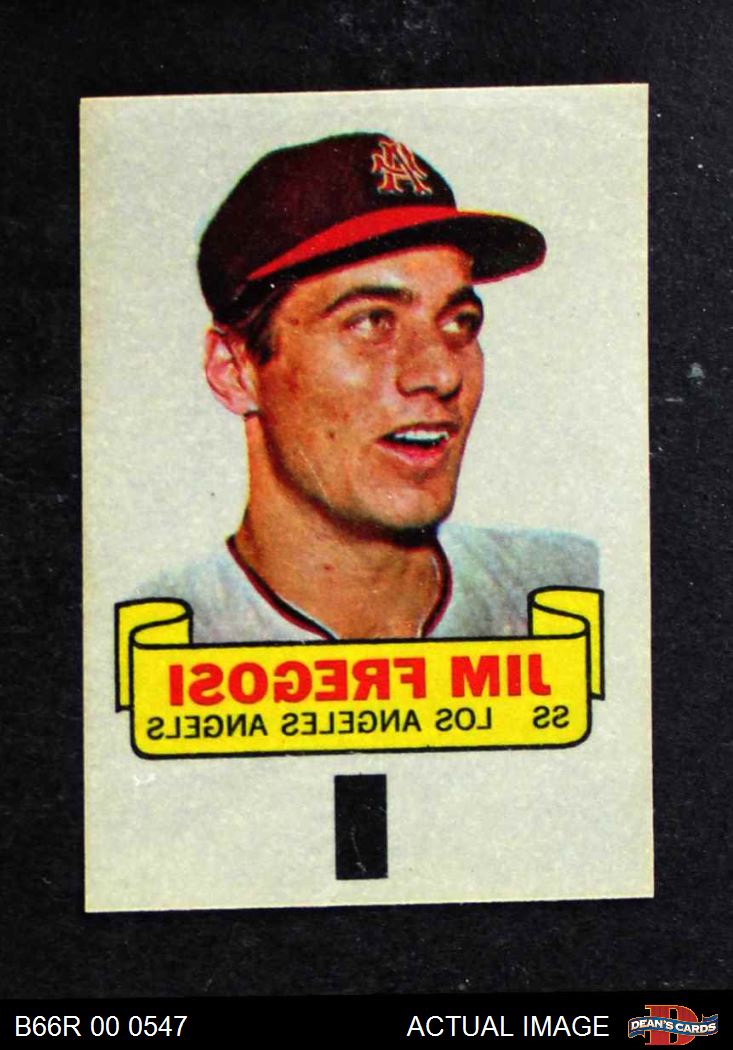 JIM FREGOSI
SS LOS ANGELES ANGELS
B66R 00 0547
ACTUAL IMAGE
DEAN'S CARDS